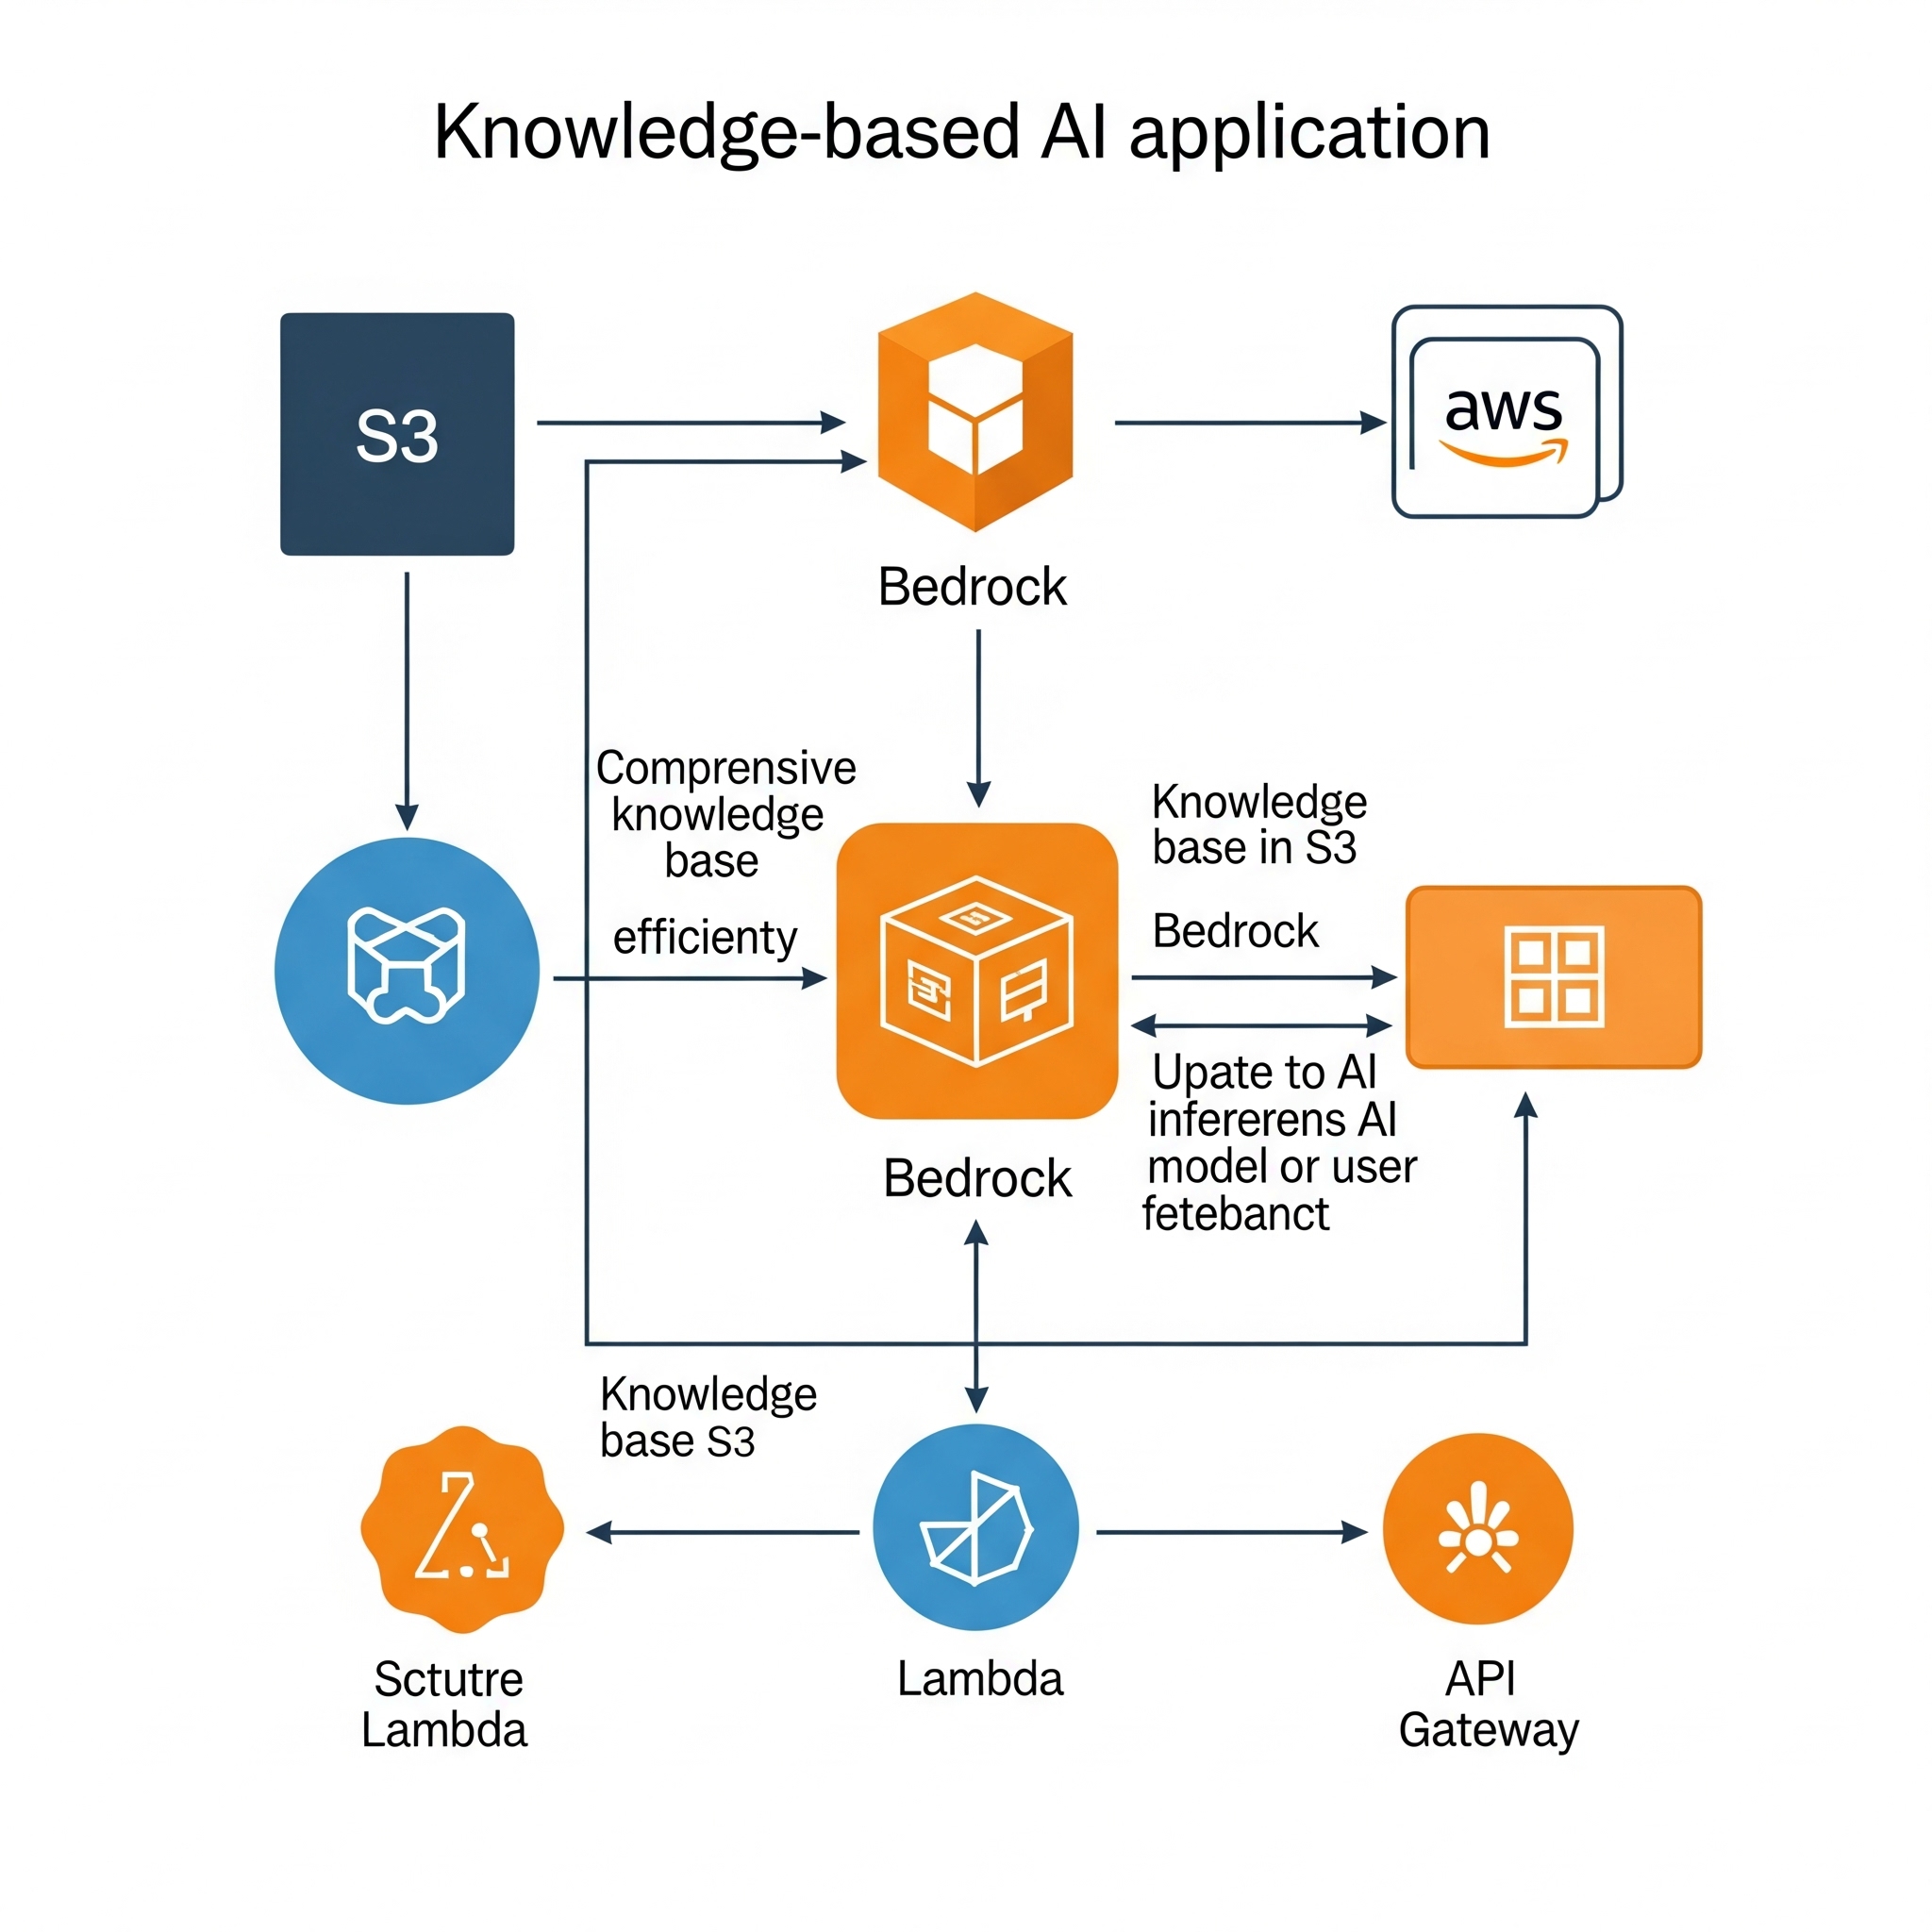 Knowledge-based AI application
S3
aws
Bedrock
Comprensive
knowledge
base
efficienty
Knowledge
base in S3
Bedrock
Upate to AI
infererens AI
model or user
fetebanct
Bedrock
Knowledge
base S3
Sctutre
Lambda
Lambda
API
Gateway